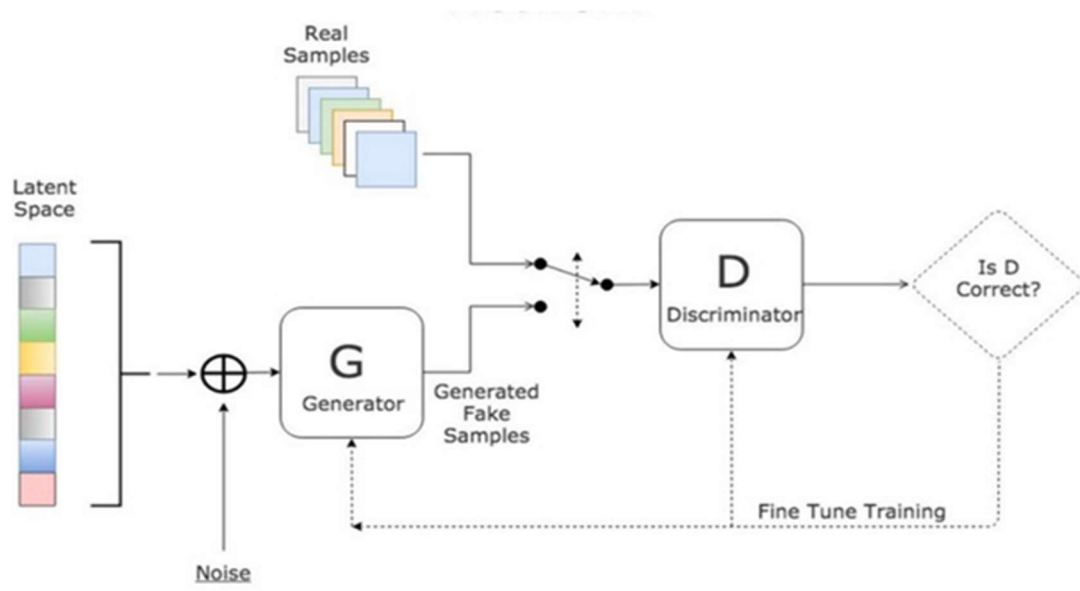 Real
Samples
Latent
Space
D
Discriminator
Is D
Correct?
G
Generator
Generated
Fake
Samples
Fine Tune Training
Noise